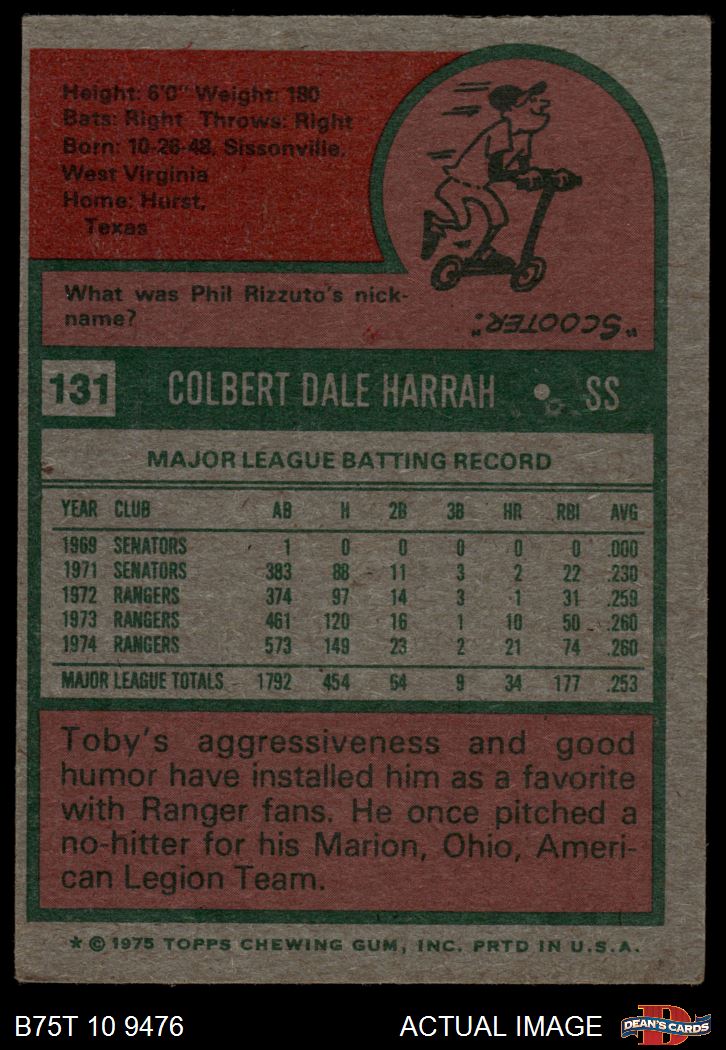 Height: 6'0" Weight: 180
Bats: Right Throws: Right
Born: 10-26-48, Sissonville,
West Virginia
Home: Hurst,
Texas
What was Phil Rizzuto's nick-
name?
"SCOOTER."
131 COLBERT DALE HARRAH • SS
MAJOR LEAGUE BATTING RECORD
YEAR CLUB AB H 2B 3B HR RBI AVG
1969 SENATORS 1 0 0 0 0 0 .000
1971 SENATORS 383 88 11 3 2 22 .230
1972 RANGERS 374 97 14 3 1 31 .259
1973 RANGERS 461 120 16 1 10 50 .260
1974 RANGERS 573 149 23 2 21 74 .260
MAJOR LEAGUE TOTALS 1792 454 64 9 34 177 .253
Toby's aggressiveness and good
humor have installed him as a favorite
with Ranger fans. He once pitched a
no-hitter for his Marion, Ohio, Ameri-
can Legion Team.
* © 1975 TOPPS CHEWING GUM, INC. PRTD IN U.S.A.
B75T 10 9476 ACTUAL IMAGE
DEAN'S CARDS